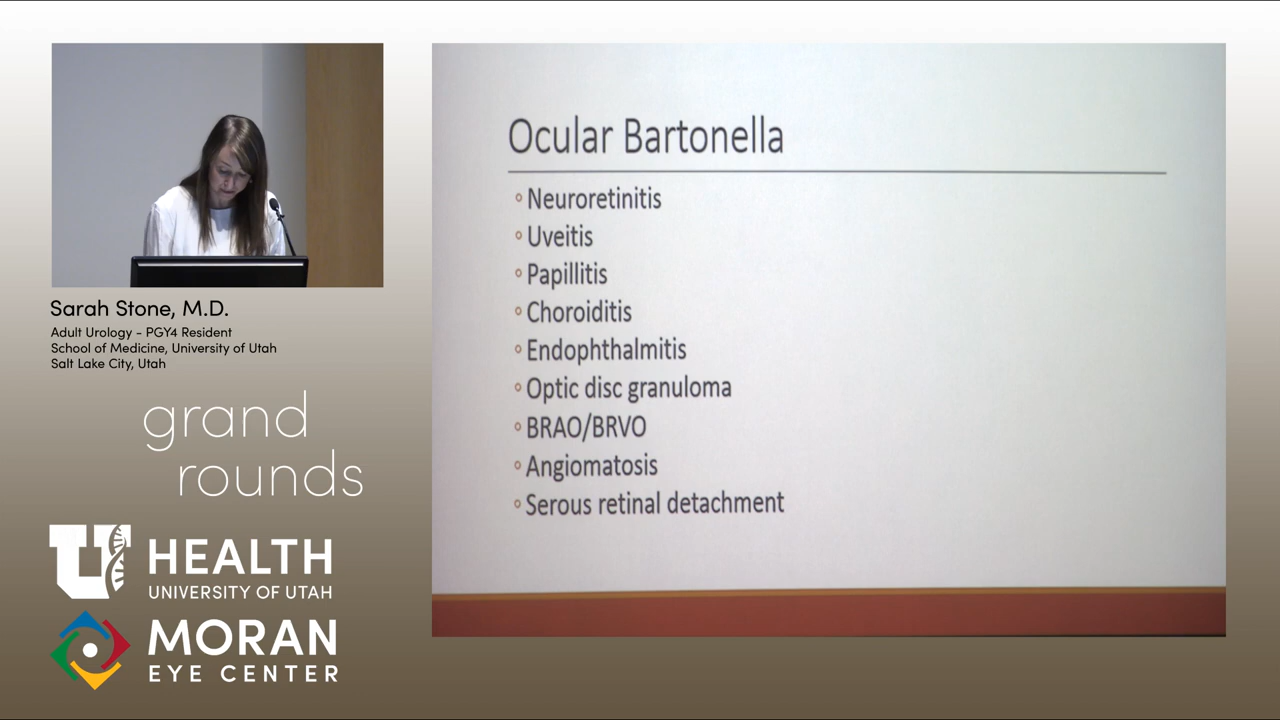 Ocular Bartonella
Neuroretinitis
Uveitis
Papillitis
Choroiditis
Endophthalmitis
Optic disc granuloma
BRAO/BRVO
Angiomatosis
Serous retinal detachment
Sarah Stone, M.D.
Adult Urology - PGY4 Resident
School of Medicine, University of Utah
Salt Lake City, Utah
grand
rounds
U HEALTH
UNIVERSITY OF UTAH
MORAN
EYE CENTER